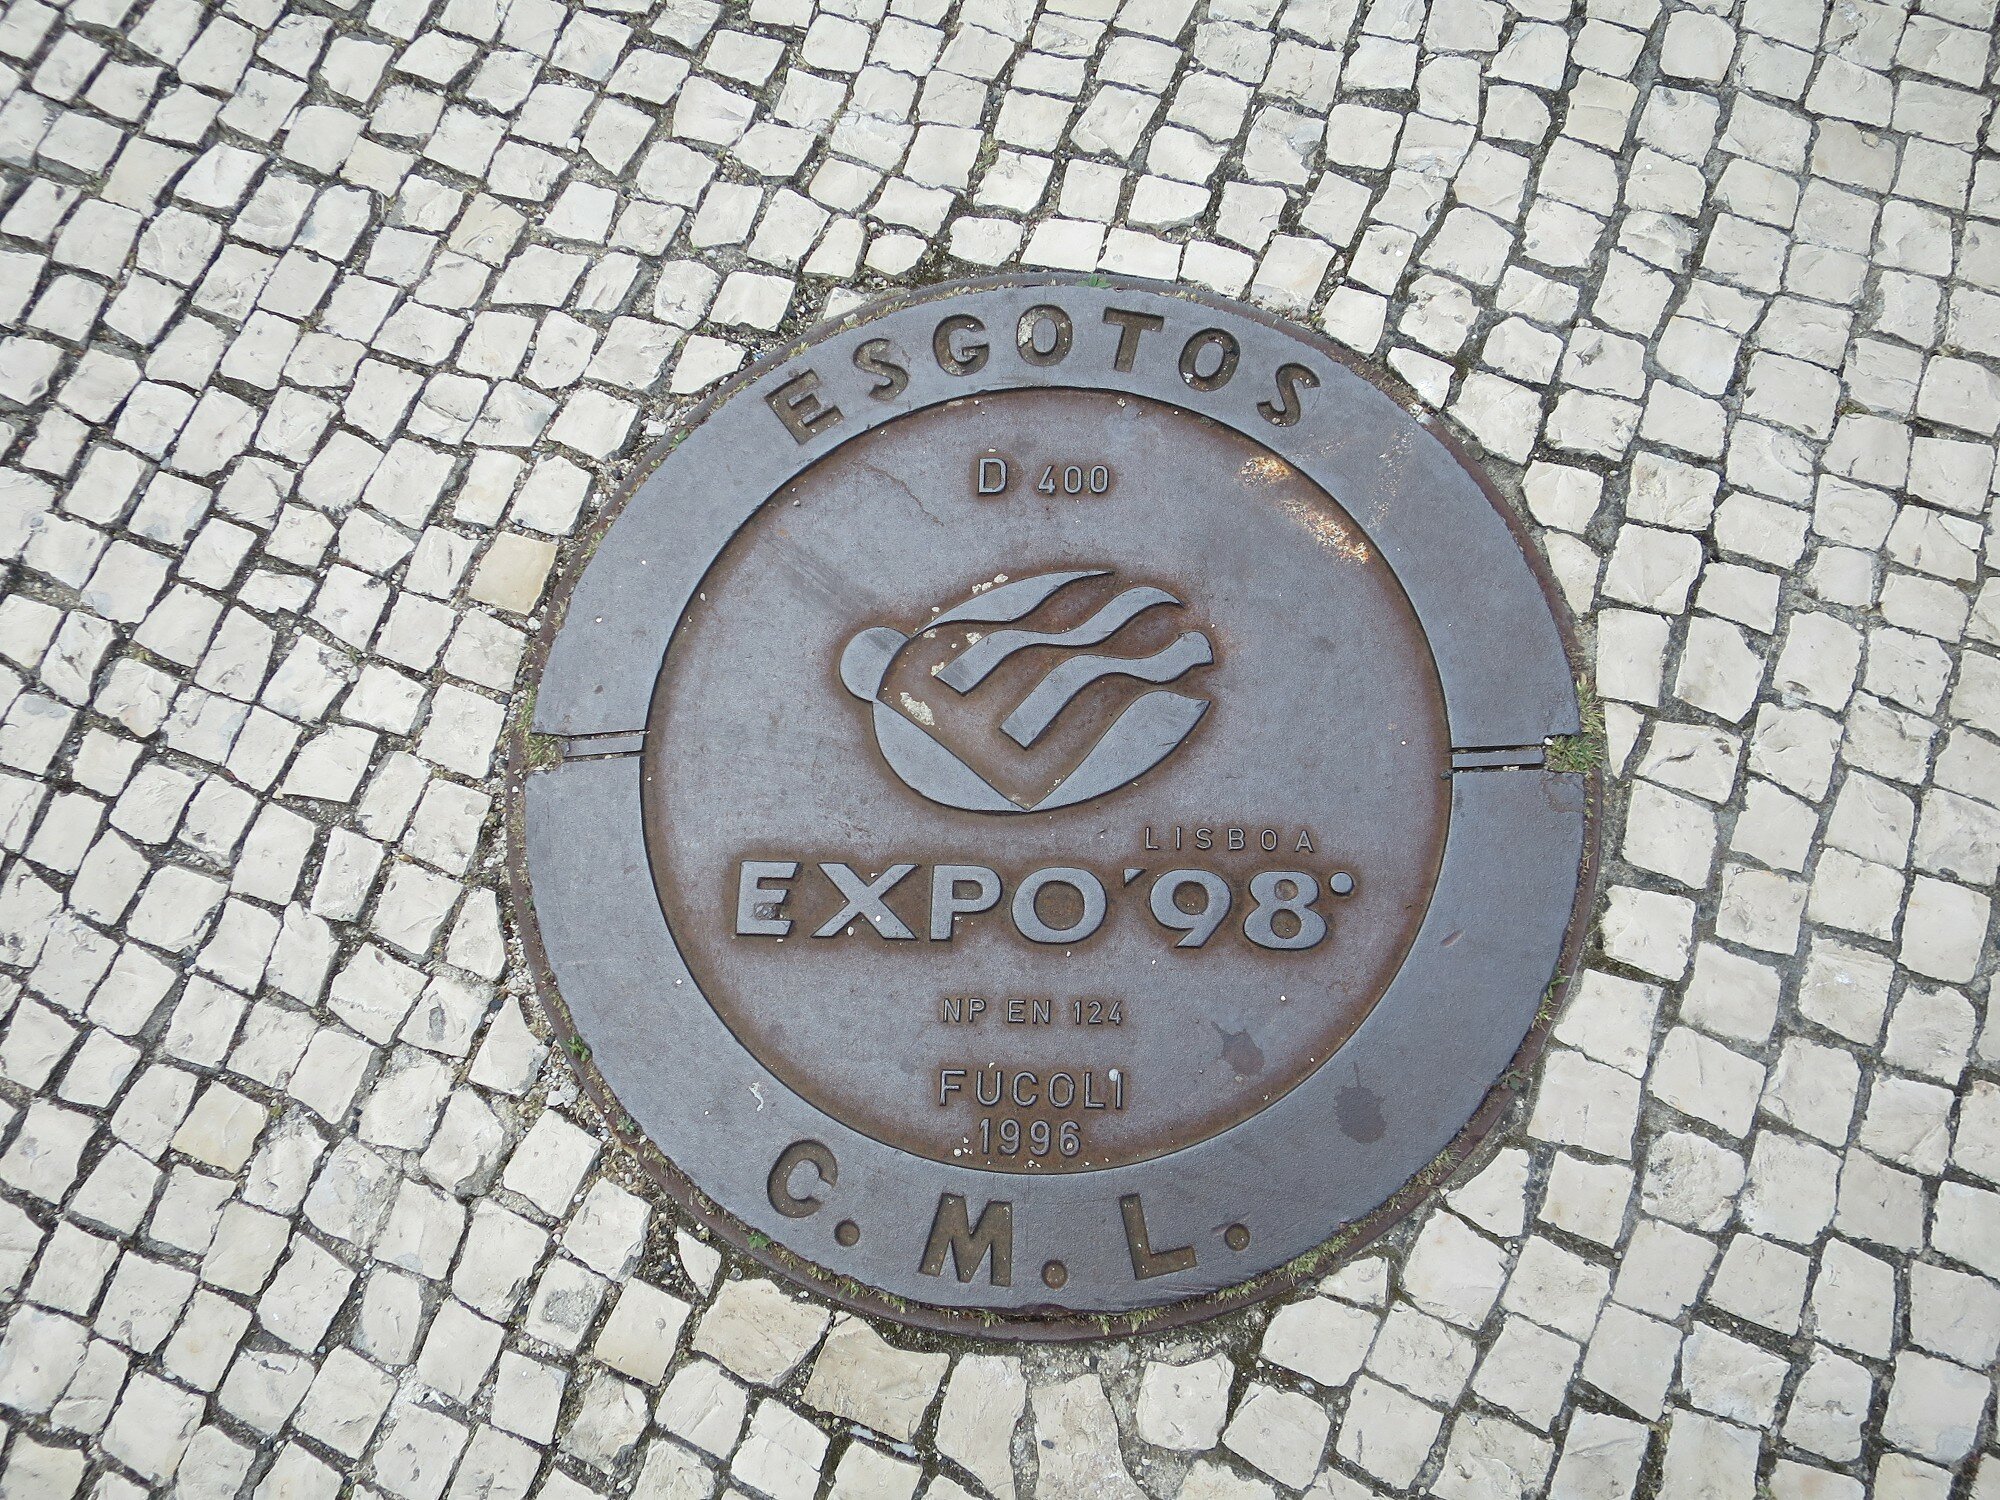 ESGOTOS
D 400
LISBOA
EXPO'98
NP EN 124
FUCOLI
1996
C.M.L.